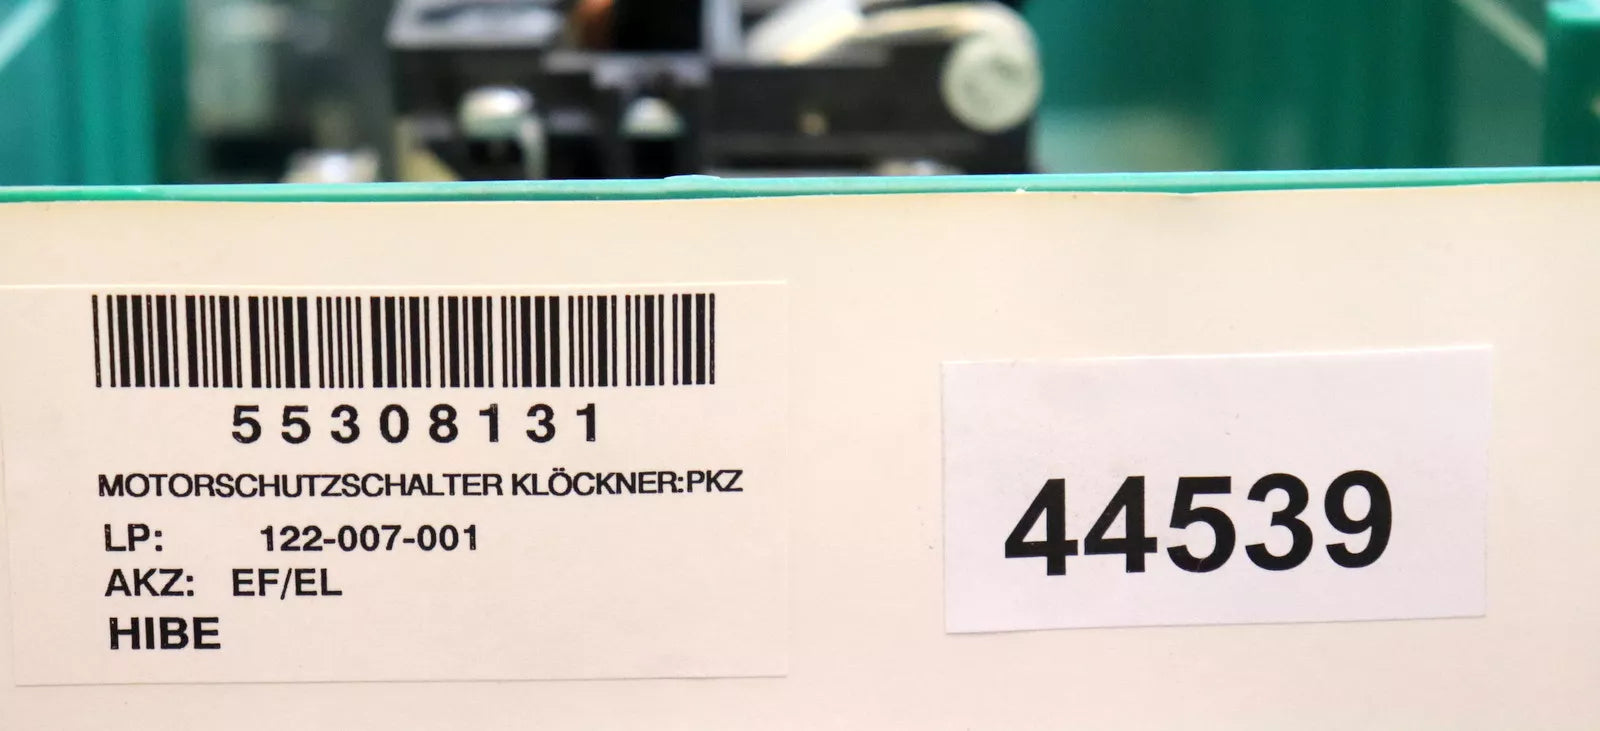 55308131
MOTORSCHUTZSCHALTER KLÖCKNER:PKZ
LP: 122-007-001
AKZ: EF/EL
HIBE
44539